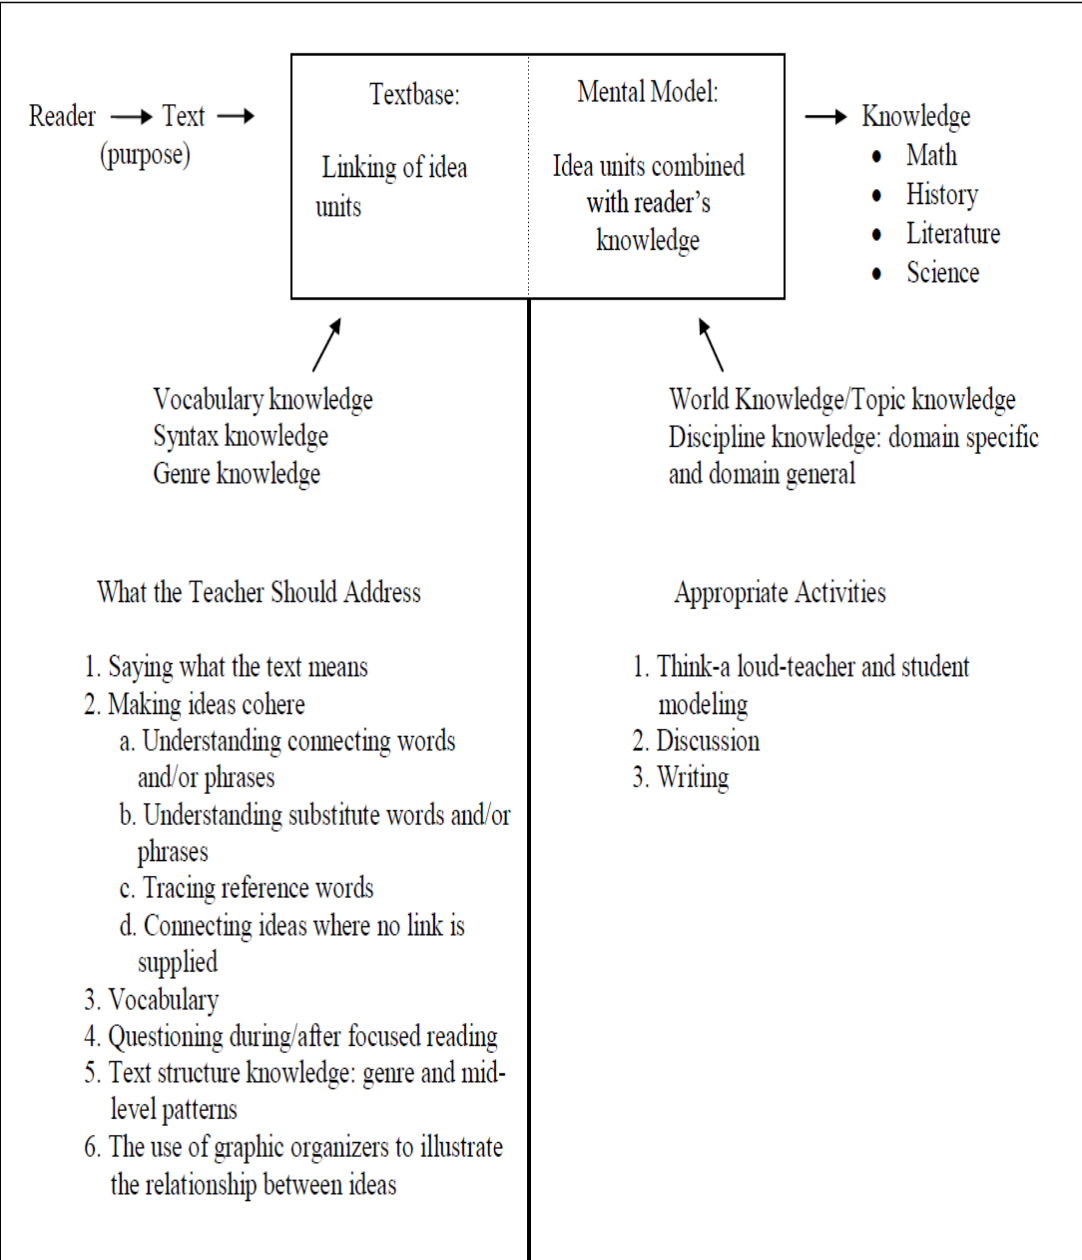 Reader → Text →
(purpose)
Textbase:
Linking of idea
units
Mental Model:
Idea units combined
with reader's
knowledge
→ Knowledge
• Math
• History
• Literature
• Science
Vocabulary knowledge
Syntax knowledge
Genre knowledge
World Knowledge/Topic knowledge
Discipline knowledge: domain specific
and domain general
What the Teacher Should Address
1. Saying what the text means
2. Making ideas cohere
a. Understanding connecting words
and/or phrases
b. Understanding substitute words and/or
phrases
c. Tracing reference words
d. Connecting ideas where no link is
supplied
3. Vocabulary
4. Questioning during/after focused reading
5. Text structure knowledge: genre and mid-
level patterns
6. The use of graphic organizers to illustrate
the relationship between ideas
Appropriate Activities
1. Think-a loud-teacher and student
modeling
2. Discussion
3. Writing